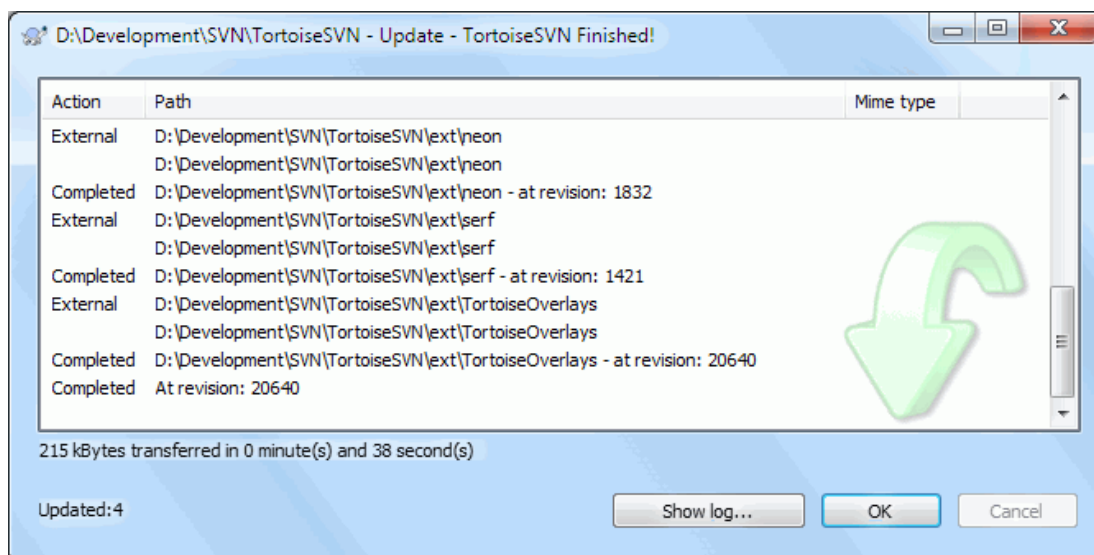 D:\Development\SVN\TortoiseSVN - Update - TortoiseSVN Finished!
Action Path Mime type
External D:\Development\SVN\TortoiseSVN\ext\neon
D:\Development\SVN\TortoiseSVN\ext\neon
Completed D:\Development\SVN\TortoiseSVN\ext\neon - at revision: 1832
External D:\Development\SVN\TortoiseSVN\ext\serf
D:\Development\SVN\TortoiseSVN\ext\serf
Completed D:\Development\SVN\TortoiseSVN\ext\serf - at revision: 1421
External D:\Development\SVN\TortoiseSVN\ext\TortoiseOverlays
D:\Development\SVN\TortoiseSVN\ext\TortoiseOverlays
Completed D:\Development\SVN\TortoiseSVN\ext\TortoiseOverlays - at revision: 20640
Completed At revision: 20640
215 kBytes transferred in 0 minute(s) and 38 second(s)
Updated:4 Show log... OK Cancel